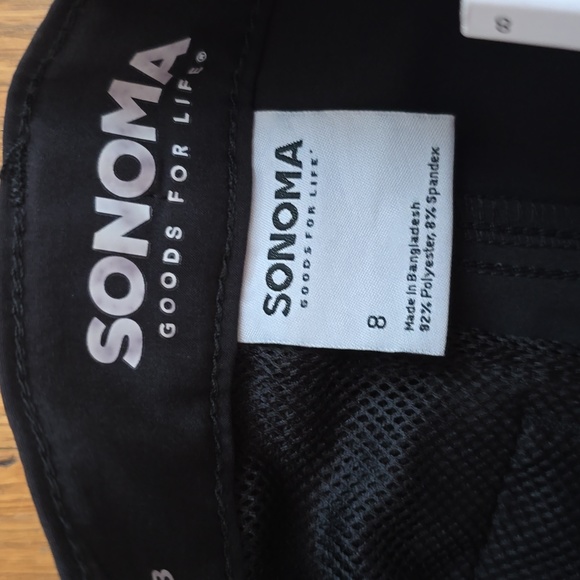 SONOMA
GOODS FOR LIFE®
SONOMA
GOODS FOR LIFE
8
Made in Bangladesh
92% Polyester, 8% Spandex